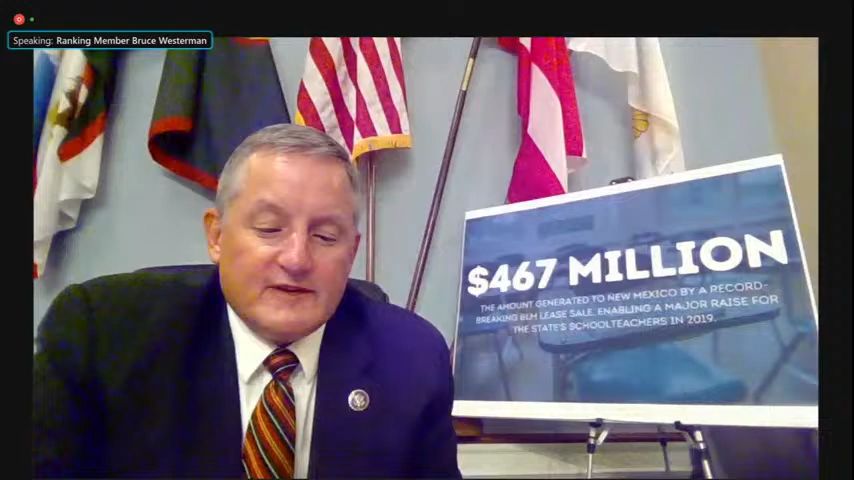 Speaking: Ranking Member Bruce Westerman
$467 MILLION
THE AMOUNT GENERATED TO NEW MEXICO BY A RECORD-
BREAKING BLM LEASE SALE, ENABLING A MAJOR RAISE FOR
THE STATE'S SCHOOLTEACHERS IN 2019.